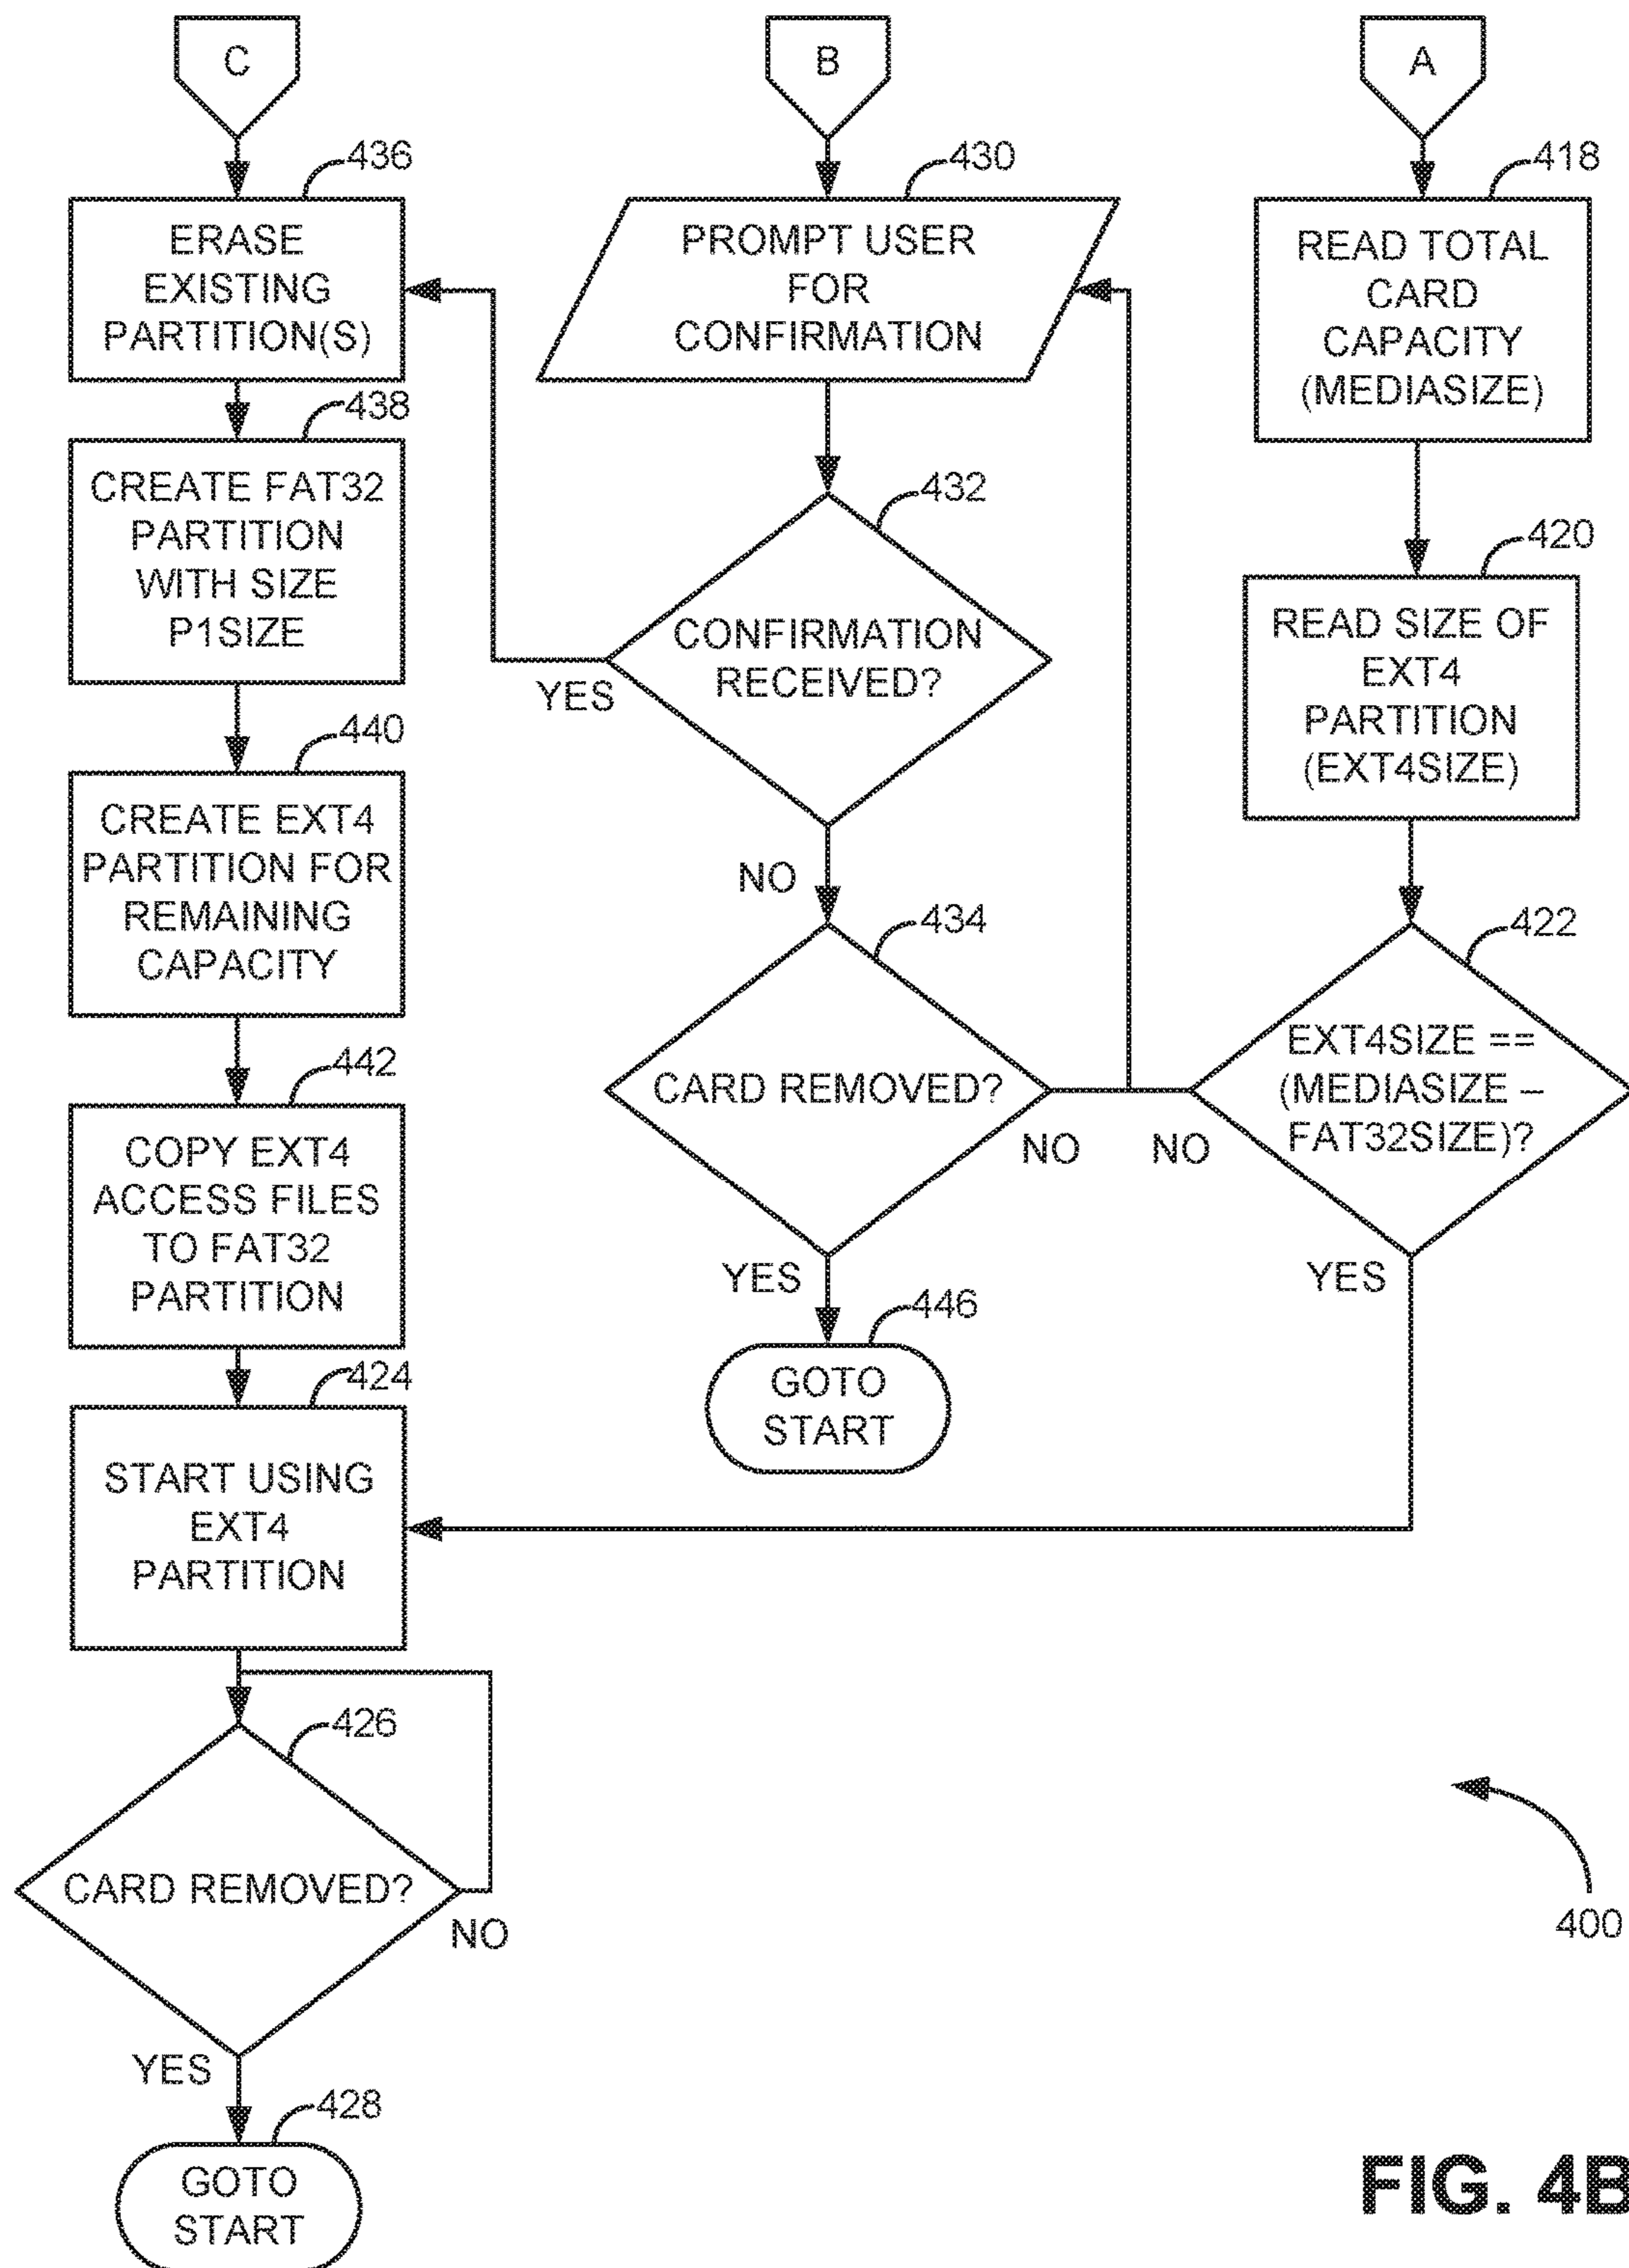 C
436
ERASE
EXISTING
PARTITION(S)
438
CREATE FAT32
PARTITION
WITH SIZE
P1SIZE
440
CREATE EXT4
PARTITION FOR
REMAINING
CAPACITY
442
COPY EXT4
ACCESS FILES
TO FAT32
PARTITION
424
START USING
EXT4
PARTITION
426
CARD REMOVED?
NO
YES
428
GOTO
START
B
430
PROMPT USER
FOR
CONFIRMATION
432
CONFIRMATION
RECEIVED?
YES
NO
434
CARD REMOVED?
NO
YES
446
GOTO
START
A
418
READ TOTAL
CARD
CAPACITY
(MEDIASIZE)
420
READ SIZE OF
EXT4
PARTITION
(EXT4SIZE)
422
EXT4SIZE ==
(MEDIASIZE –
FAT32SIZE)?
NO
YES
400
FIG. 4B